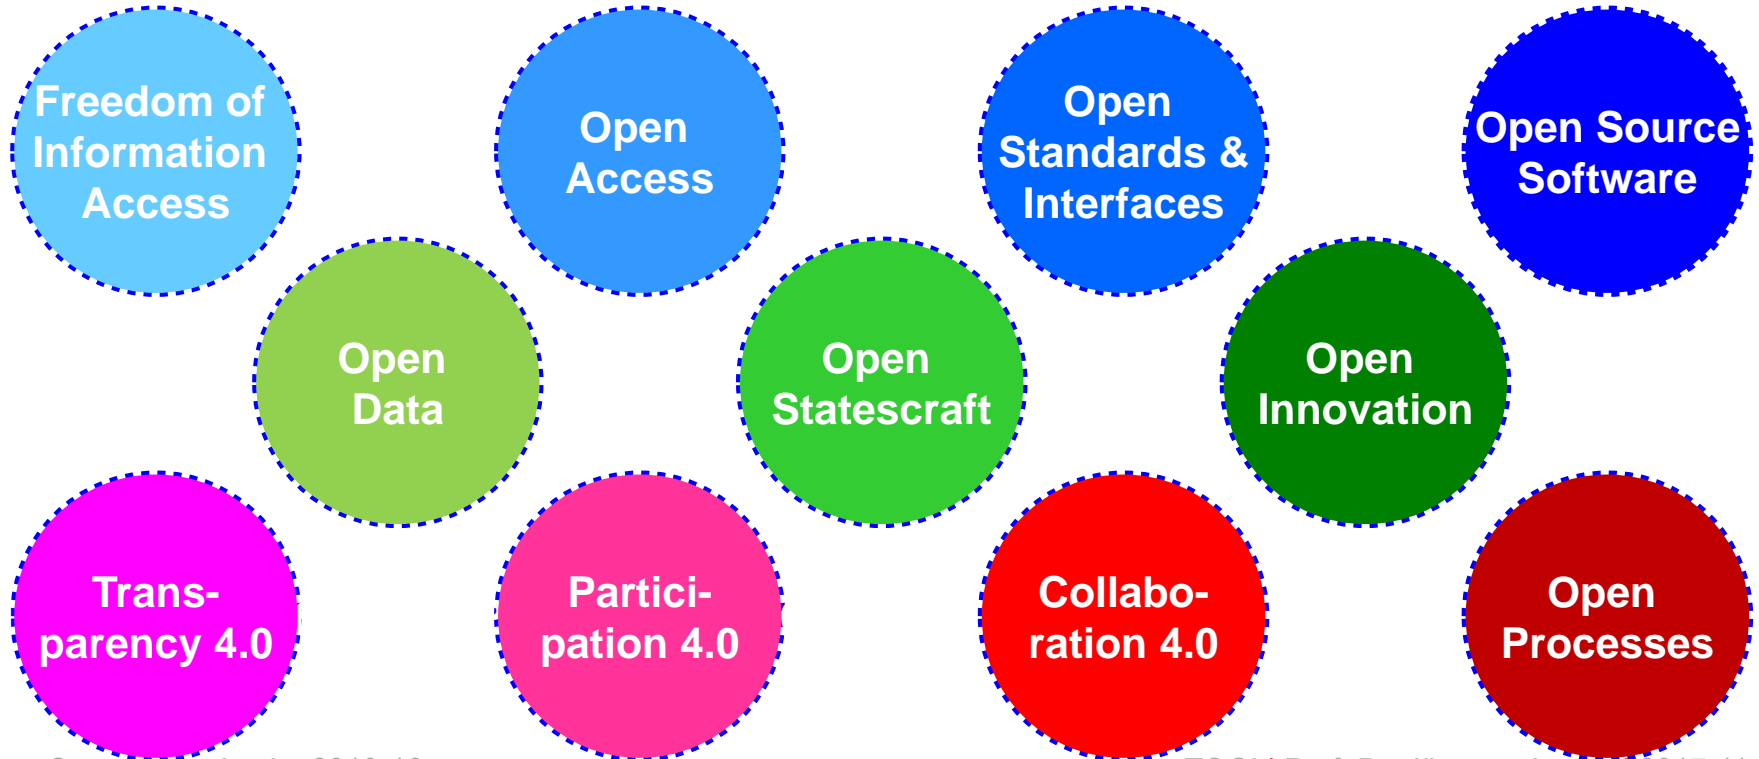 Freedom of
Information
Access
Open
Access
Open
Standards &
Interfaces
Open Source
Software
Open
Data
Open
Statescraft
Open
Innovation
Trans-
parency 4.0
Partici-
pation 4.0
Collabo-
ration 4.0
Open
Processes